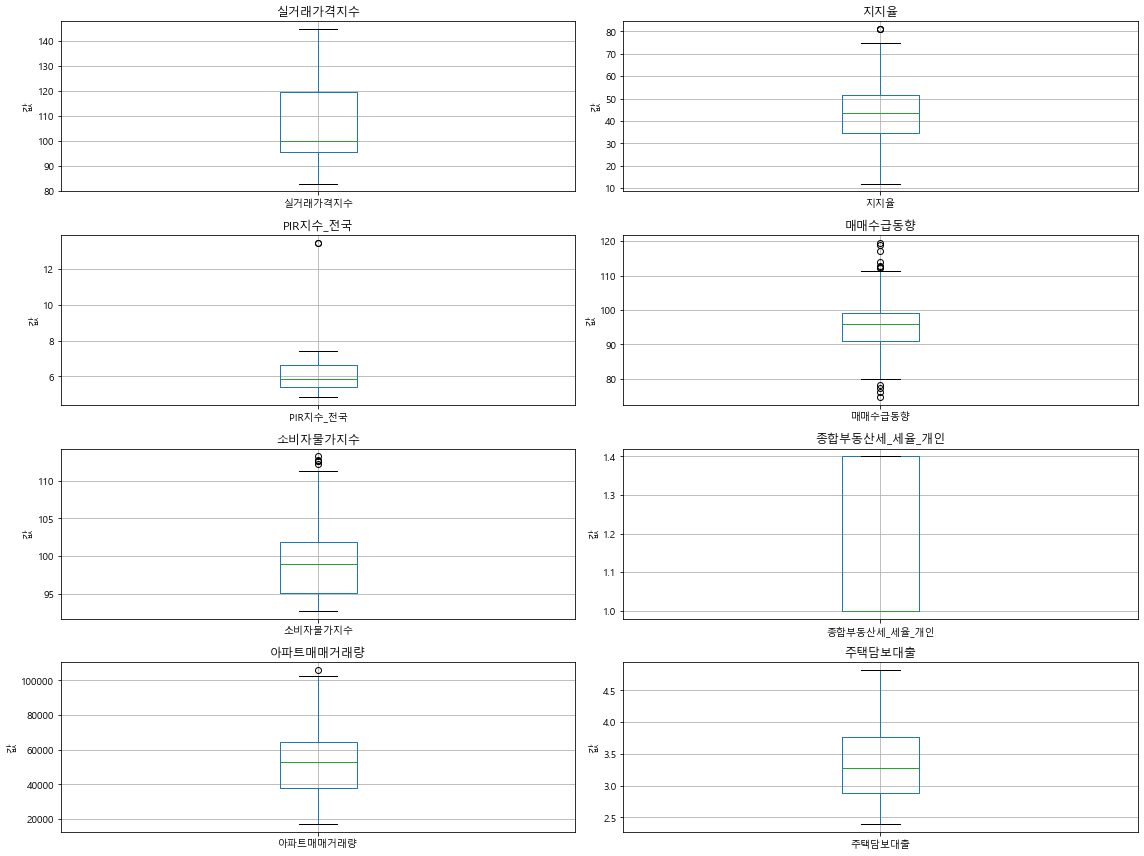 실거래가격지수
140
130
120
110
100
90
80
값
실거래가격지수
지지율
80
70
60
50
40
30
20
10
값
지지율
PIR지수_전국
12
10
8
6
값
PIR지수_전국
매매수급동향
120
110
100
90
80
값
매매수급동향
소비자물가지수
110
105
100
95
값
소비자물가지수
종합부동산세_세율_개인
1.4
1.3
1.2
1.1
1.0
값
종합부동산세_세율_개인
아파트매매거래량
100000
80000
60000
40000
20000
값
아파트매매거래량
주택담보대출
4.5
4.0
3.5
3.0
2.5
값
주택담보대출